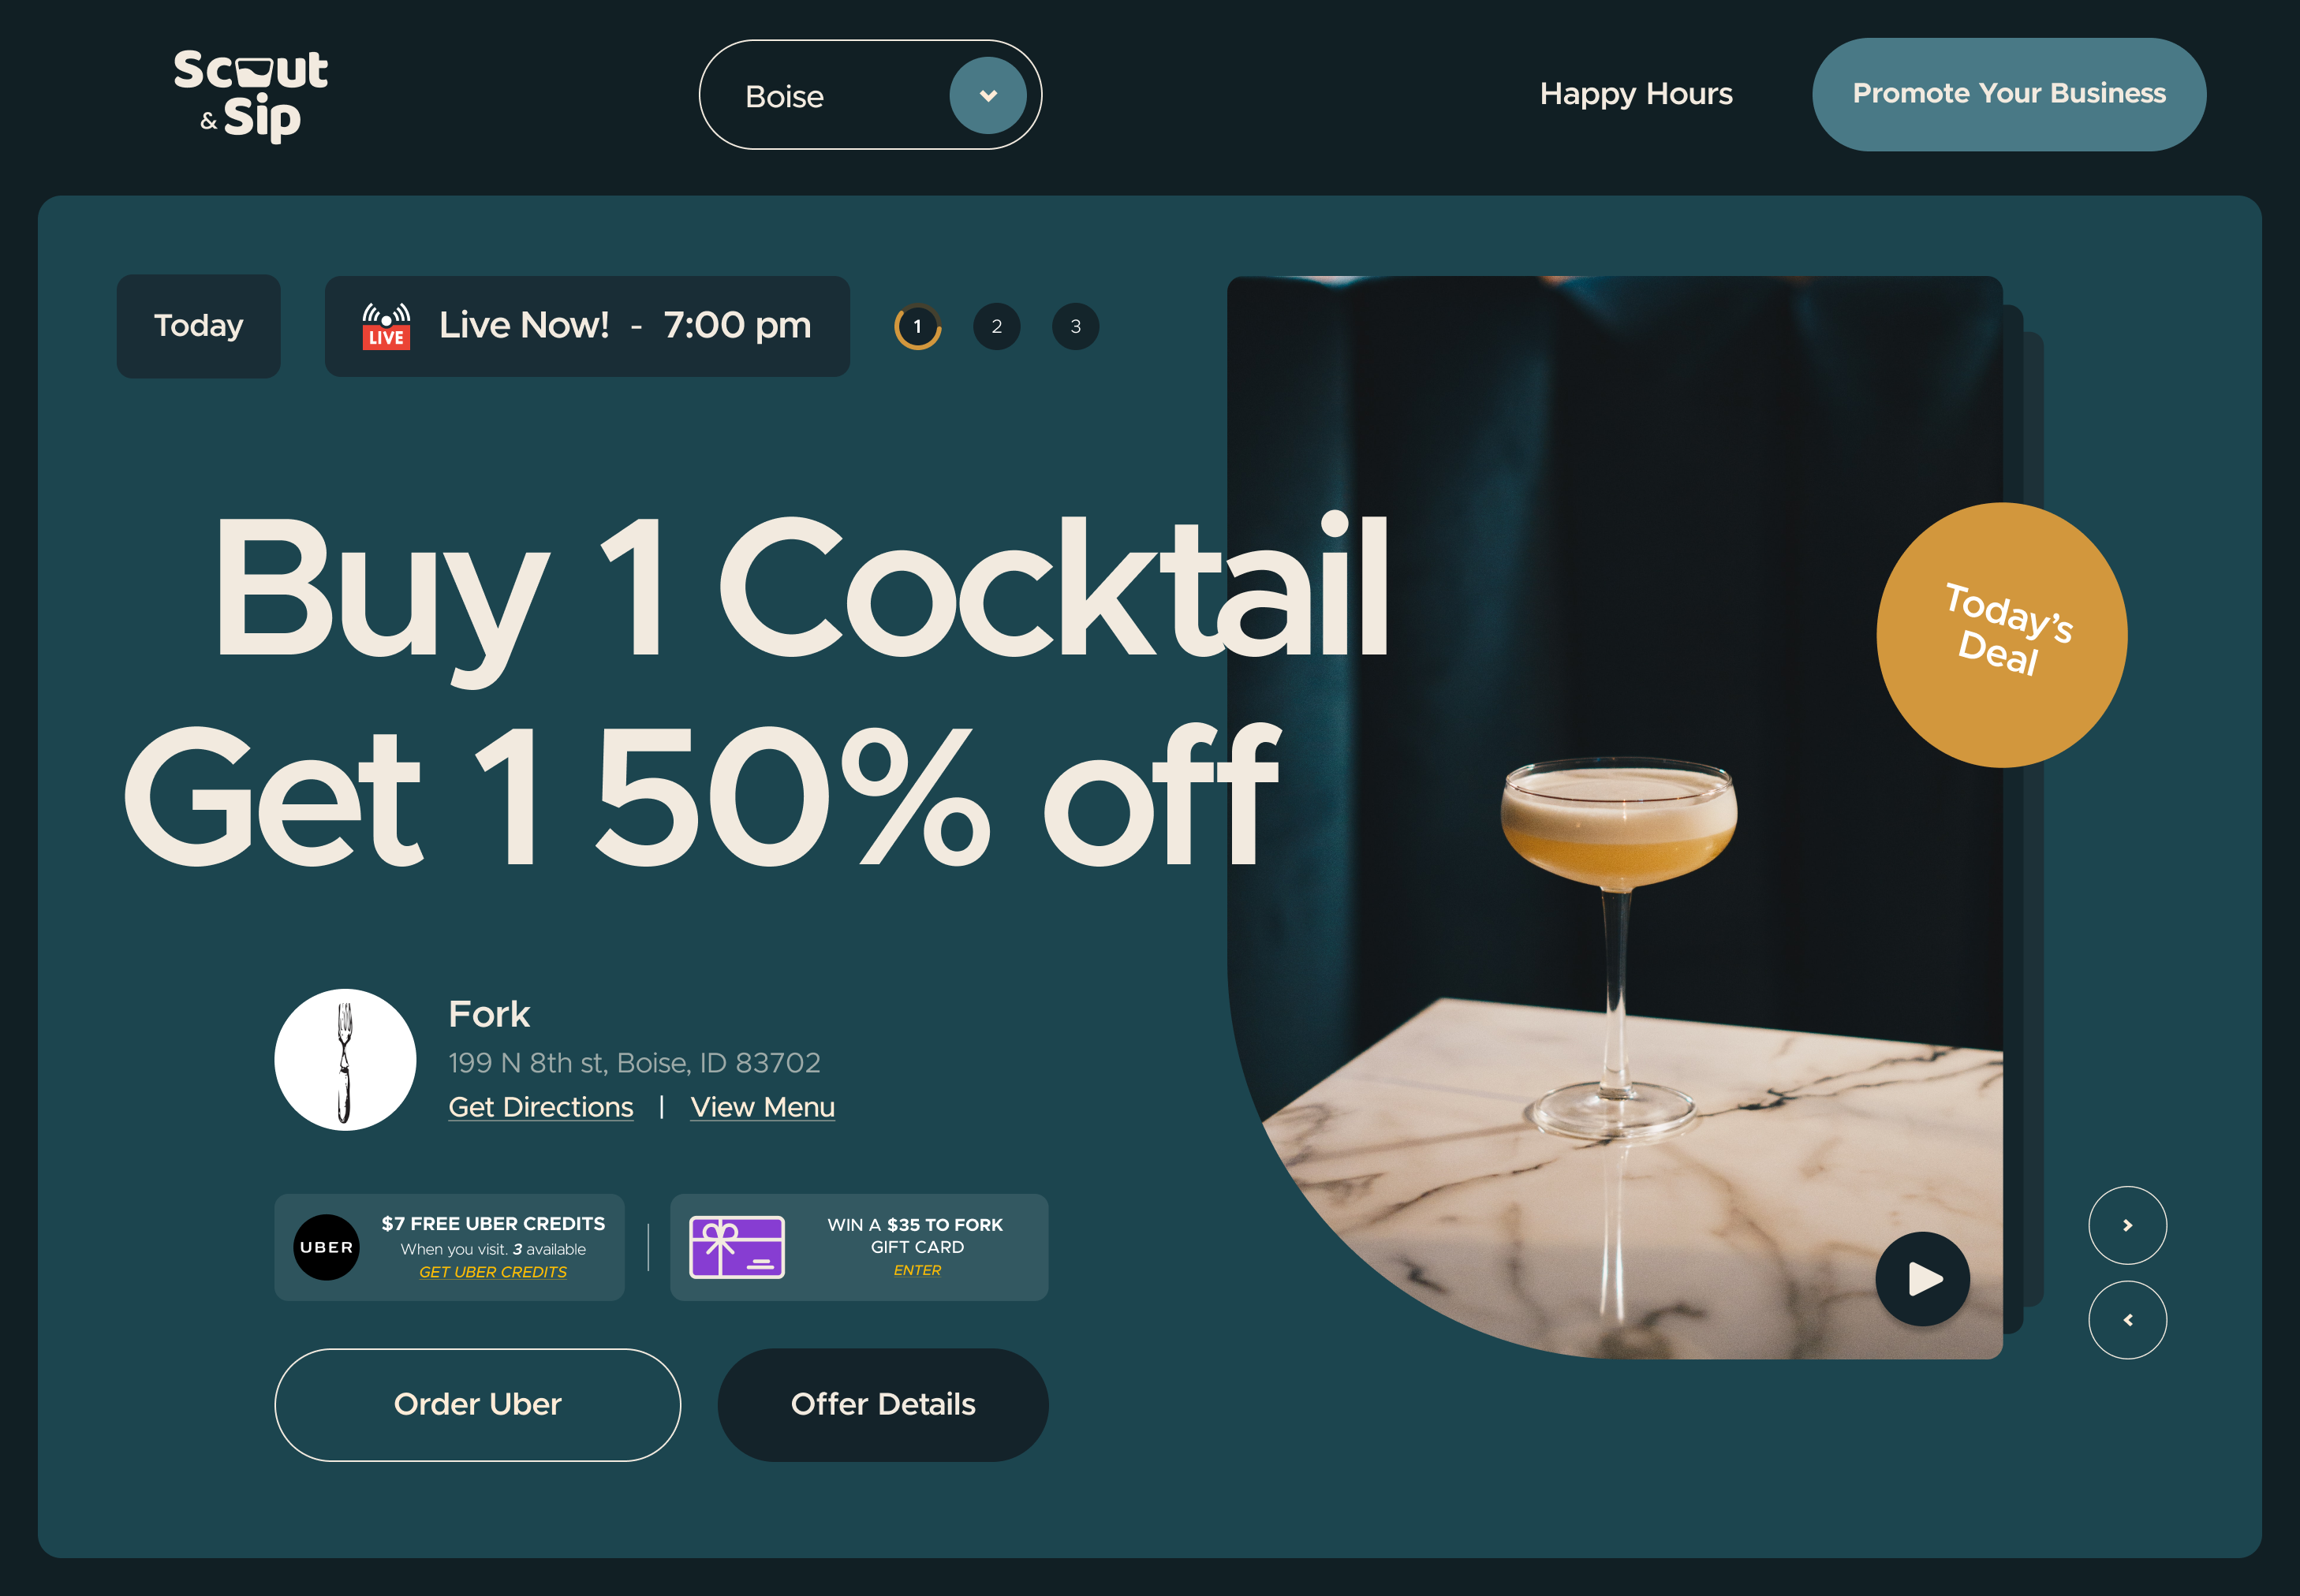 Scout
& Sip
Boise
Happy Hours
Promote Your Business
Today
LIVE
Live Now! - 7:00 pm
1
2
3
Buy 1 Cocktail
Get 1 50% off
Today’s
Deal
Fork
199 N 8th st, Boise, ID 83702
Get Directions | View Menu
UBER
$7 FREE UBER CREDITS
When you visit. 3 available
GET UBER CREDITS
WIN A $35 TO FORK
GIFT CARD
ENTER
Order Uber
Offer Details